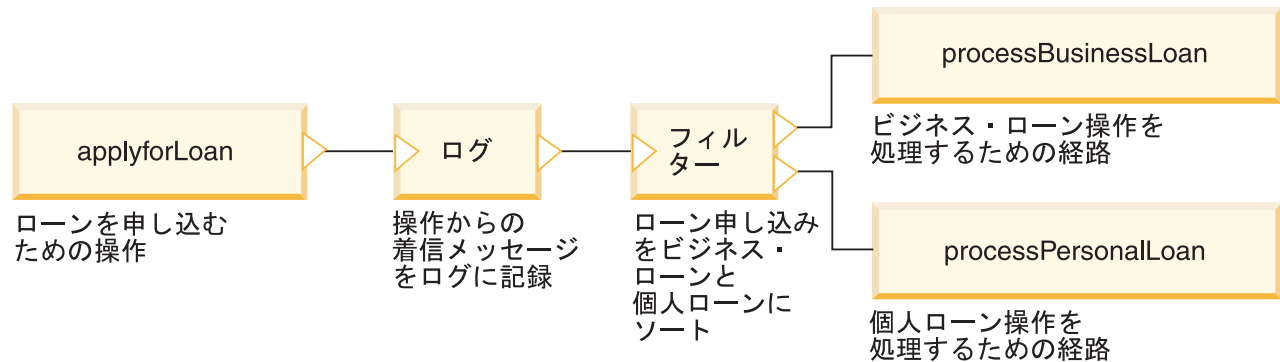 applyforLoan
ローンを申し込む
ための操作
ログ
操作からの
着信メッセージ
をログに記録
フィル
ター
ローン申し込み
をビジネス・
ローンと
個人ローンに
ソート
processBusinessLoan
ビジネス・ローン操作を
処理するための経路
processPersonalLoan
個人ローン操作を
処理するための経路